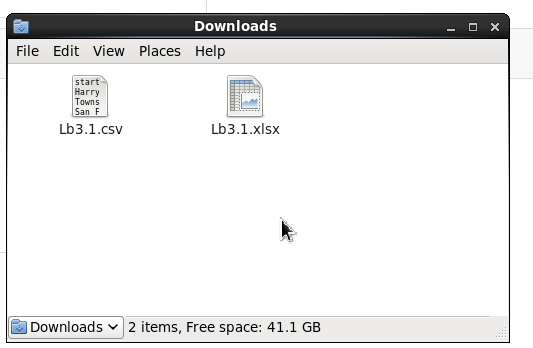 Downloads
File Edit View Places Help
start
Harry
Towns
San F
Lb3.1.csv
Lb3.1.xlsx
Downloads 2 items, Free space: 41.1 GB